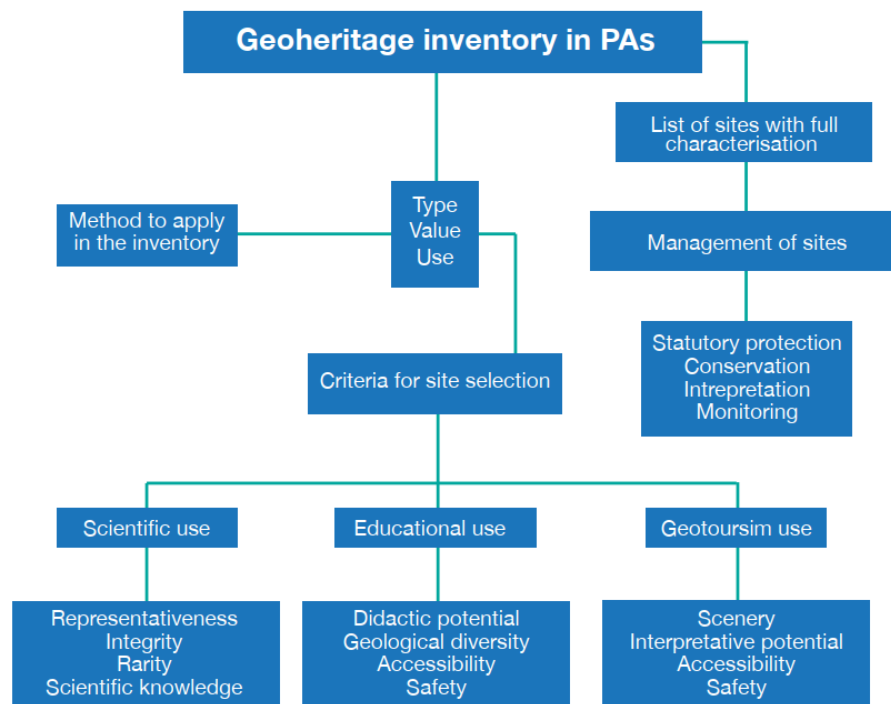 Geoheritage inventory in PAs
List of sites with full
characterisation
Method to apply
in the inventory
Type
Value
Use
Management of sites
Statutory protection
Conservation
Intrepretation
Monitoring
Criteria for site selection
Scientific use
Educational use
Geotoursim use
Representativeness
Integrity
Rarity
Scientific knowledge
Didactic potential
Geological diversity
Accessibility
Safety
Scenery
Interpretative potential
Accessibility
Safety